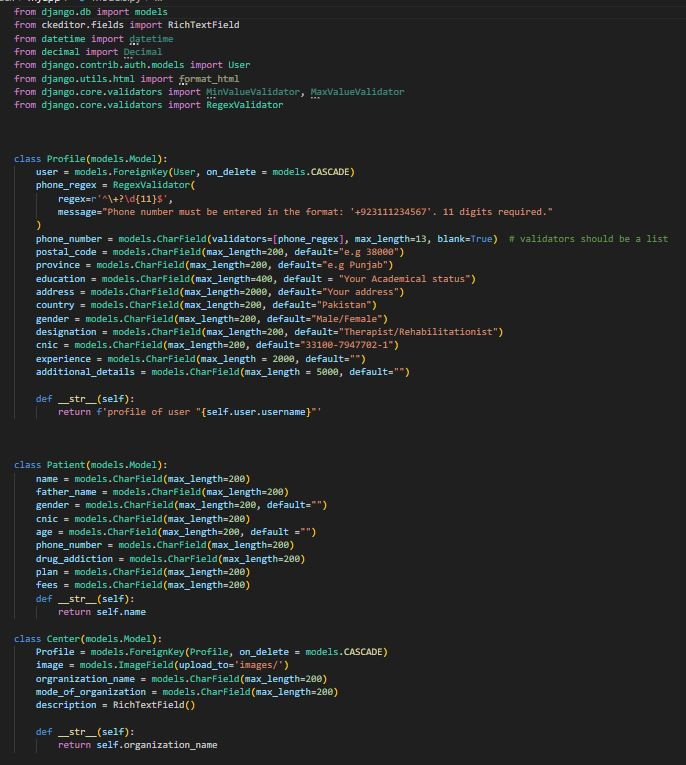 from django.db import models
from ckeditor.fields import RichTextField
from datetime import datetime
from decimal import Decimal
from django.contrib.auth.models import User
from django.utils.html import format_html
from django.core.validators import MinValueValidator, MaxValueValidator
from django.core.validators import RegexValidator
class Profile(models.Model):
    user = models.ForeignKey(User, on_delete = models.CASCADE)
    phone_regex = RegexValidator(
        regex=r'^\+?\d{11}$',
        message="Phone number must be entered in the format: '+923111234567'. 11 digits required."
    )
    phone_number = models.CharField(validators=[phone_regex], max_length=13, blank=True)  # validators should be a list
    postal_code = models.CharField(max_length=200, default="e.g 38000")
    province = models.CharField(max_length=200, default="e.g Punjab")
    education = models.CharField(max_length=400, default = "Your Academical status")
    address = models.CharField(max_length=2000, default="Your address")
    country = models.CharField(max_length=200, default="Pakistan")
    gender = models.CharField(max_length=200, default="Male/Female")
    designation = models.CharField(max_length=200, default="Therapist/Rehabilitationist")
    cnic = models.CharField(max_length=200, default="33100-7947702-1")
    experience = models.CharField(max_length = 2000, default="")
    additional_details = models.CharField(max_length = 5000, default="")
    def __str__(self):
        return f'profile of user "{self.user.username}"'
class Patient(models.Model):
    name = models.CharField(max_length=200)
    father_name = models.CharField(max_length=200)
    gender = models.CharField(max_length=200, default="")
    cnic = models.CharField(max_length=200)
    age = models.CharField(max_length=200, default ="")
    phone_number = models.CharField(max_length=200)
    drug_addiction = models.CharField(max_length=200)
    plan = models.CharField(max_length=200)
    fees = models.CharField(max_length=200)
    def __str__(self):
        return self.name
class Center(models.Model):
    Profile = models.ForeignKey(Profile, on_delete = models.CASCADE)
    image = models.ImageField(upload_to='images/')
    orgranization_name = models.CharField(max_length=200)
    mode_of_organization = models.CharField(max_length=200)
    description = RichTextField()
    def __str__(self):
        return self.organization_name